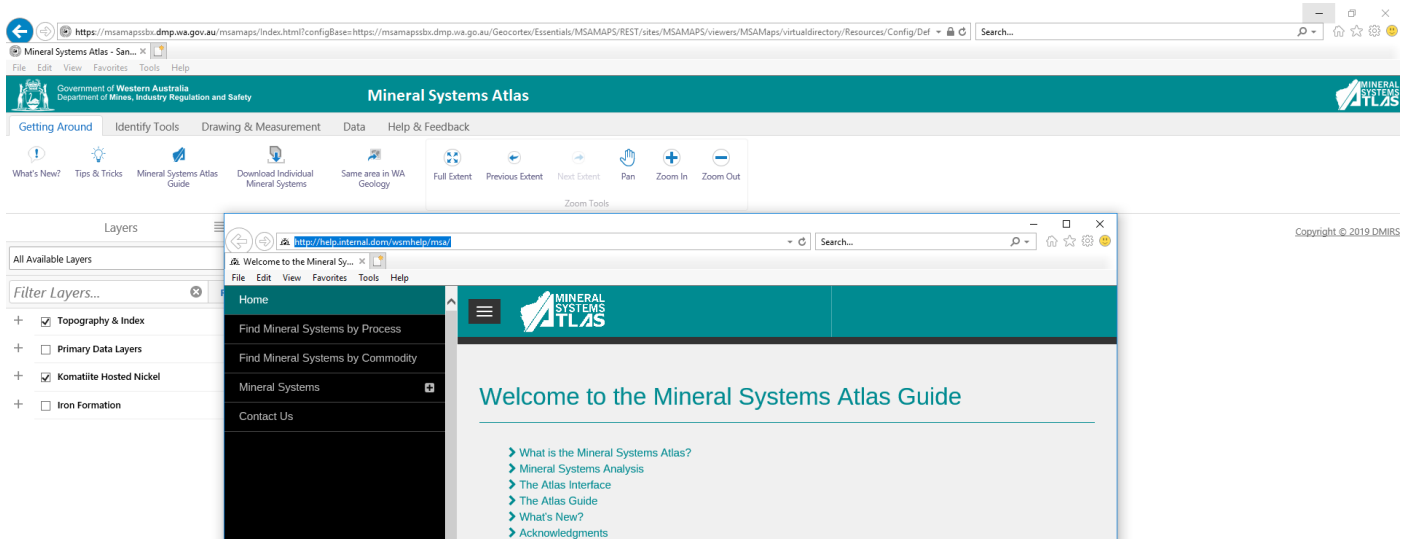 https://msamapssbx.dmp.wa.gov.au/msamaps/Index.html?configBase=https://msamapssbx.dmp.wa.go.au/Geocortex/Essentials/MSAMAPS/REST/sites/MSAMAPS/viewers/MSAMaps/virtualdirectory/Resources/Config/Def
Search...
Mineral Systems Atlas - San...
File Edit View Favorites Tools Help
Government of Western Australia
Department of Mines, Industry Regulation and Safety
Mineral Systems Atlas
MINERAL
SYSTEMS
ATLAS
Getting Around Identify Tools Drawing & Measurement Data Help & Feedback
What's New? Tips & Tricks Mineral Systems Atlas Guide Download Individual Mineral Systems Same area in WA Geology Full Extent Previous Extent Next Extent Pan Zoom In Zoom Out
Zoom Tools
Layers
Copyright © 2019 DMIRS
All Available Layers
Filter Layers...
Topography & Index
Primary Data Layers
Komatiite Hosted Nickel
Iron Formation
http://help.internal.dom/wsmhelp/msa/
Search...
Welcome to the Mineral Sy...
File Edit View Favorites Tools Help
Home
Find Mineral Systems by Process
Find Mineral Systems by Commodity
Mineral Systems
Contact Us
MINERAL
SYSTEMS
ATLAS
Welcome to the Mineral Systems Atlas Guide
What is the Mineral Systems Atlas?
Mineral Systems Analysis
The Atlas Interface
The Atlas Guide
What's New?
Acknowledgments